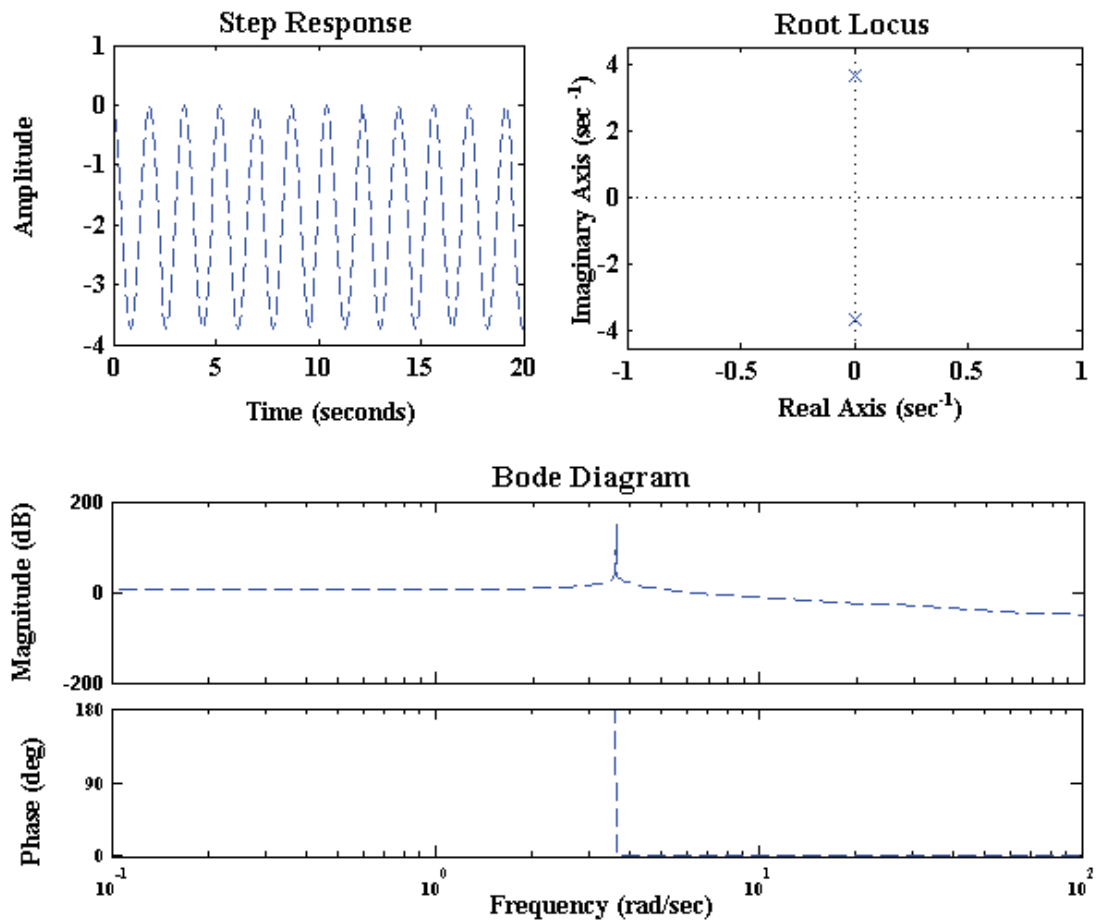 Step Response
Amplitude
1
0
-1
-2
-3
-4
0 5 10 15 20
Time (seconds)
Root Locus
Imaginary Axis (sec⁻¹)
4
2
0
-2
-4
-1 -0.5 0 0.5 1
Real Axis (sec⁻¹)
Bode Diagram
Magnitude (dB)
200
0
-200
Phase (deg)
180
90
0
10⁻¹ 10⁰ 10¹ 10²
Frequency (rad/sec)